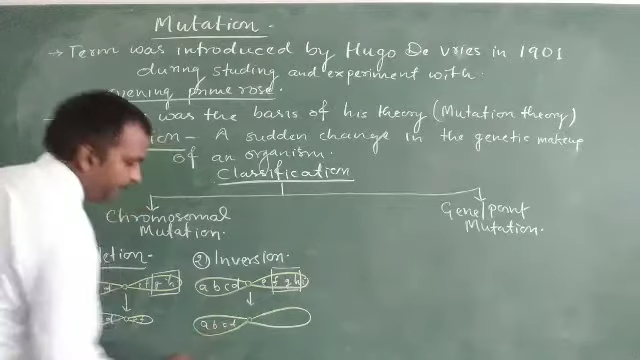 Mutation.
→ Term was introduced by Hugo De Vries in 1901
during studing and experiment with
evening prime rose.
was the basis of his theory (Mutation theory)
- A sudden change in the genetic makeup
of an organism.
Classification
Chromosomal
Mutation.
Gene/point
Mutation.
② Inversion.
g h
a b c d e f g h i
a b c d